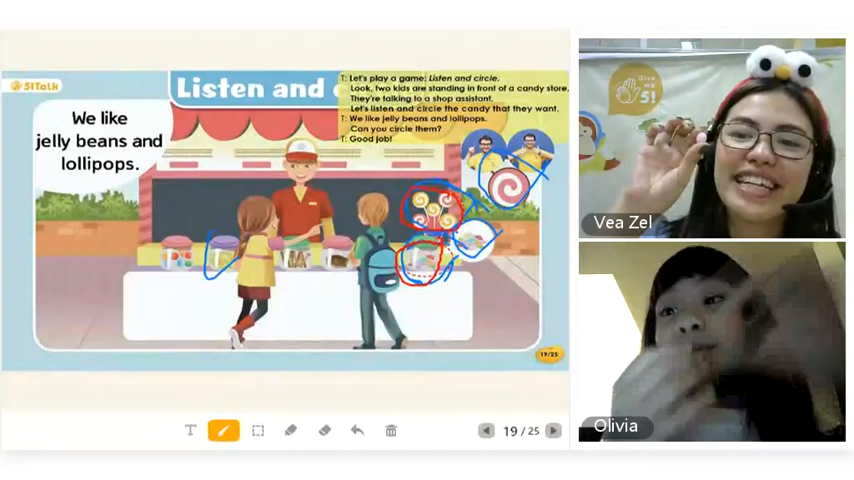 51Talk
Listen and c
T: Let's play a game: Listen and circle.
Look, two kids are standing in front of a candy store.
They're talking to a shop assistant.
Let's listen and circle the candy that they want.
T: We like jelly beans and lollipops.
Can you circle them?
T: Good job!
We like
jelly beans and
lollipops.
19/25
T
19 / 25
Give
me
5!
Vea Zel
Olivia